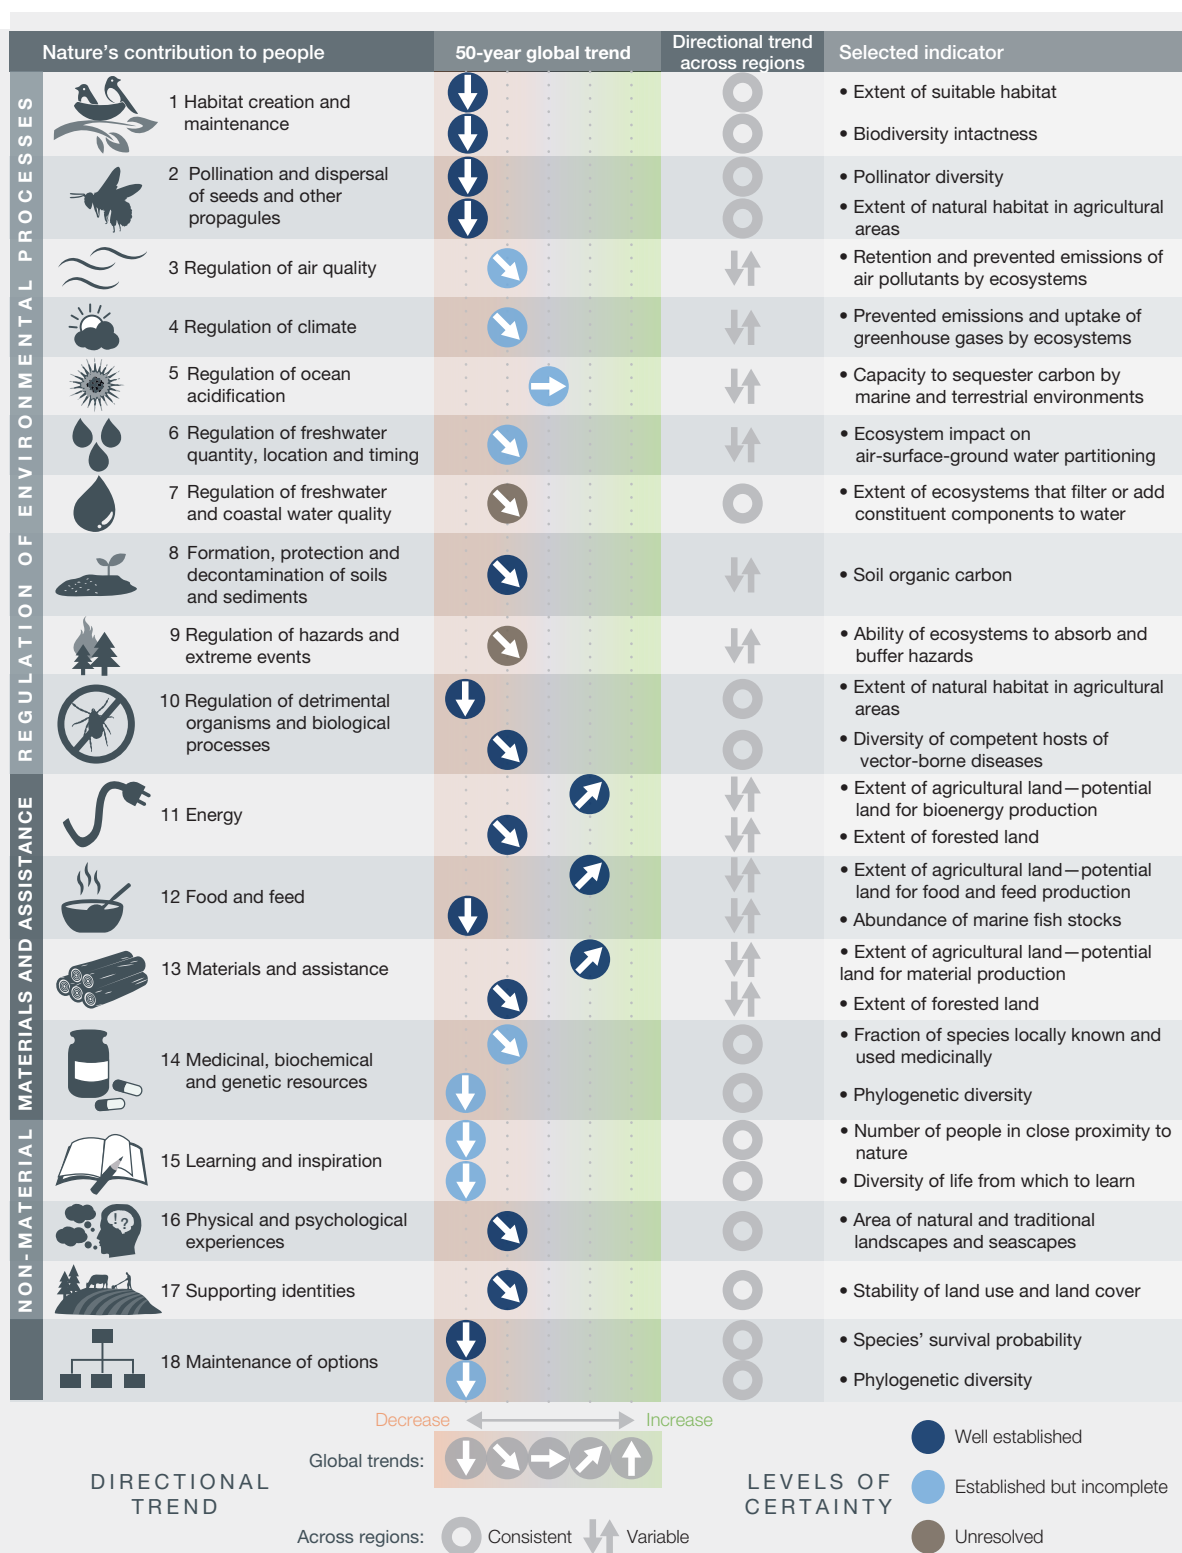 Nature's contribution to people
50-year global trend
Directional trend
across regions
Selected indicator
REGULATION OF ENVIRONMENTAL PROCESSES
1 Habitat creation and
maintenance
• Extent of suitable habitat
• Biodiversity intactness
2 Pollination and dispersal
of seeds and other
propagules
• Pollinator diversity
• Extent of natural habitat in agricultural
areas
3 Regulation of air quality
• Retention and prevented emissions of
air pollutants by ecosystems
4 Regulation of climate
• Prevented emissions and uptake of
greenhouse gases by ecosystems
5 Regulation of ocean
acidification
• Capacity to sequester carbon by
marine and terrestrial environments
6 Regulation of freshwater
quantity, location and timing
• Ecosystem impact on
air-surface-ground water partitioning
7 Regulation of freshwater
and coastal water quality
• Extent of ecosystems that filter or add
constituent components to water
8 Formation, protection and
decontamination of soils
and sediments
• Soil organic carbon
9 Regulation of hazards and
extreme events
• Ability of ecosystems to absorb and
buffer hazards
10 Regulation of detrimental
organisms and biological
processes
• Extent of natural habitat in agricultural
areas
• Diversity of competent hosts of
vector-borne diseases
MATERIALS AND ASSISTANCE
11 Energy
• Extent of agricultural land—potential
land for bioenergy production
• Extent of forested land
12 Food and feed
• Extent of agricultural land—potential
land for food and feed production
• Abundance of marine fish stocks
13 Materials and assistance
• Extent of agricultural land—potential
land for material production
• Extent of forested land
14 Medicinal, biochemical
and genetic resources
• Fraction of species locally known and
used medicinally
• Phylogenetic diversity
NON-MATERIAL
15 Learning and inspiration
• Number of people in close proximity to
nature
• Diversity of life from which to learn
16 Physical and psychological
experiences
!?
• Area of natural and traditional
landscapes and seascapes
17 Supporting identities
• Stability of land use and land cover
18 Maintenance of options
• Species' survival probability
• Phylogenetic diversity
Decrease
Increase
DIRECTIONAL
TREND
Global trends:
Across regions:
Consistent
Variable
LEVELS OF
CERTAINTY
Well established
Established but incomplete
Unresolved